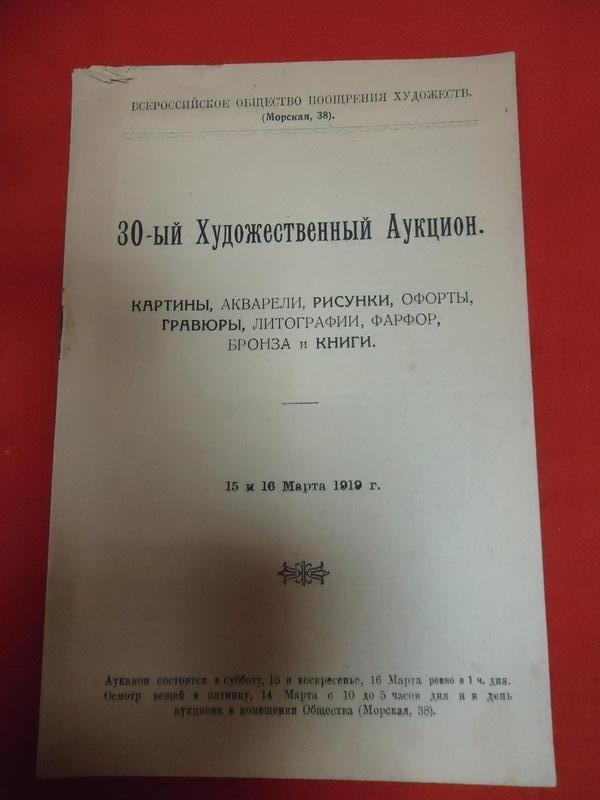 ВСЕРОССИЙСКОЕ ОБЩЕСТВО ПООЩРЕНИЯ ХУДОЖЕСТВ.
(Морская, 38).
30-ый Художественный Аукцион.
КАРТИНЫ, АКВАРЕЛИ, РИСУНКИ, ОФОРТЫ,
ГРАВЮРЫ, ЛИТОГРАФИИ, ФАРФОР,
БРОНЗА и КНИГИ.
15 и 16 Марта 1919 г.
Аукцион состоится в субботу, 15 и воскресенье, 16 Марта ровно в 1 ч. дня.
Осмотр вещей в пятницу, 14 Марта с 10 до 5 часов дня и в день
аукциона в помещении Общества (Морская, 38).